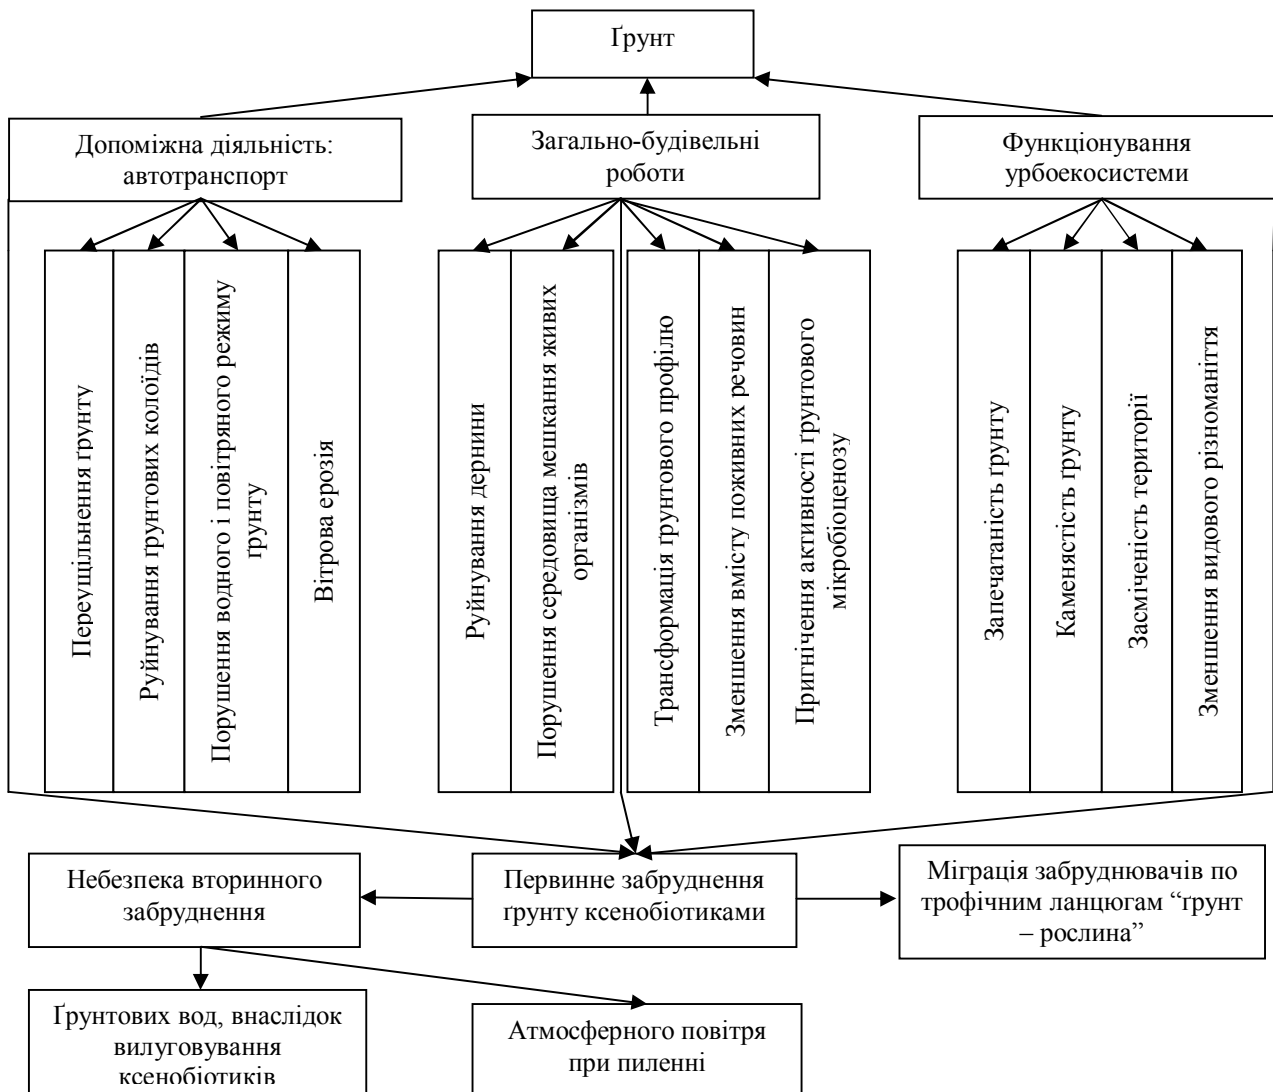 Ґрунт
Допоміжна діяльність:
автотранспорт
Загально-будівельні
роботи
Функціонування
урбоекосистеми
Переущільнення ґрунту
Руйнування ґрунтових колоїдів
Порушення водного і повітряного режиму
ґрунту
Вітрова ерозія
Руйнування дернини
Порушення середовища мешкання живих
організмів
Трансформація ґрунтового профілю
Зменшення вмісту поживних речовин
Пригнічення активності ґрунтового
мікробіоценозу
Запечатаність ґрунту
Каменястість ґрунту
Засміченість території
Зменшення видового різноманіття
Небезпека вторинного
забруднення
Первинне забруднення
ґрунту ксенобіотиками
Міграція забруднювачів по
трофічним ланцюгам “ґрунт
– рослина”
Ґрунтових вод, внаслідок
вилуговування
ксенобіотиків
Атмосферного повітря
при пиленні